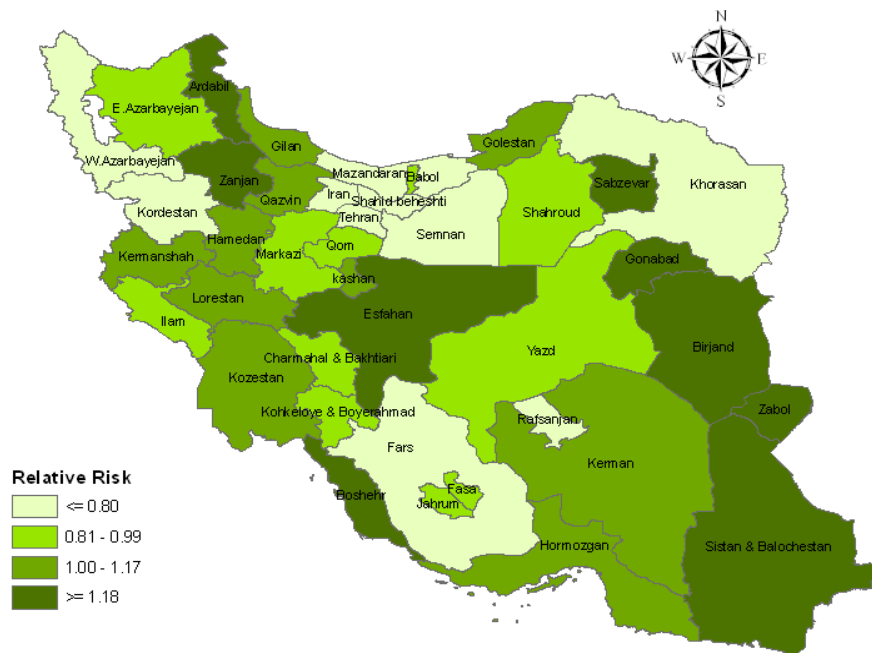 N
W
E
S
Ardabil
E.Azarbayejan
Gilan
Golestan
W.Azarbayejan
Zanjan
Mazandaran
Babol
Sabzevar
Khorasan
Qazvin
Iran
Shahid beheshti
Kordestan
Tehran
Shahroud
Semnan
Hamedan
Qom
Markazi
Kermanshah
Gonabad
kashan
Lorestan
Esfahan
Ilam
Birjand
Yazd
Charmahal & Bakhtiari
Kozestan
Zabol
Kohkeloye & Boyerahmad
Rafsanjan
Fars
Kerman
Relative Risk
Fasa
Boshehr
Jahrum
<= 0.80
0.81 - 0.99
Hormozgan
Sistan & Balochestan
1.00 - 1.17
>= 1.18